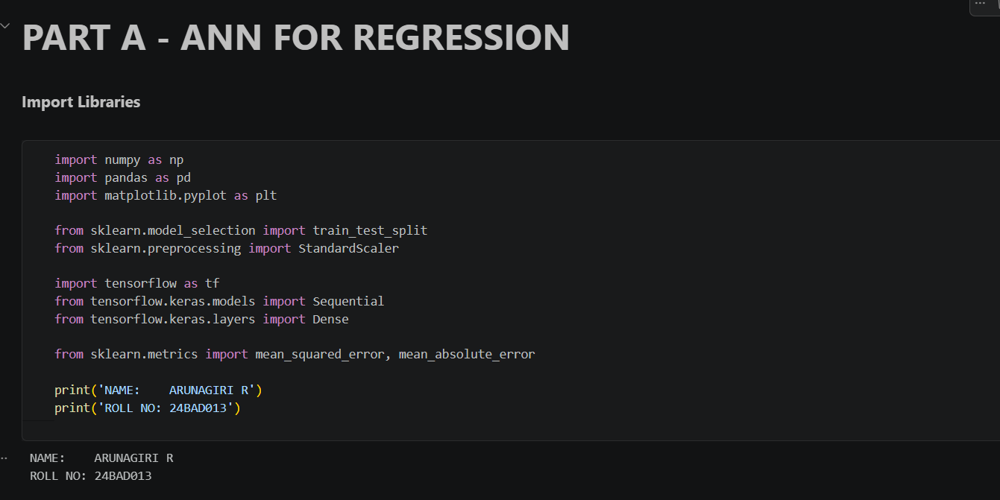 PART A - ANN FOR REGRESSION
Import Libraries
import numpy as np
import pandas as pd
import matplotlib.pyplot as plt
from sklearn.model_selection import train_test_split
from sklearn.preprocessing import StandardScaler
import tensorflow as tf
from tensorflow.keras.models import Sequential
from tensorflow.keras.layers import Dense
from sklearn.metrics import mean_squared_error, mean_absolute_error
print('NAME:    ARUNAGIRI R')
print('ROLL NO: 24BAD013')
NAME:    ARUNAGIRI R
ROLL NO: 24BAD013